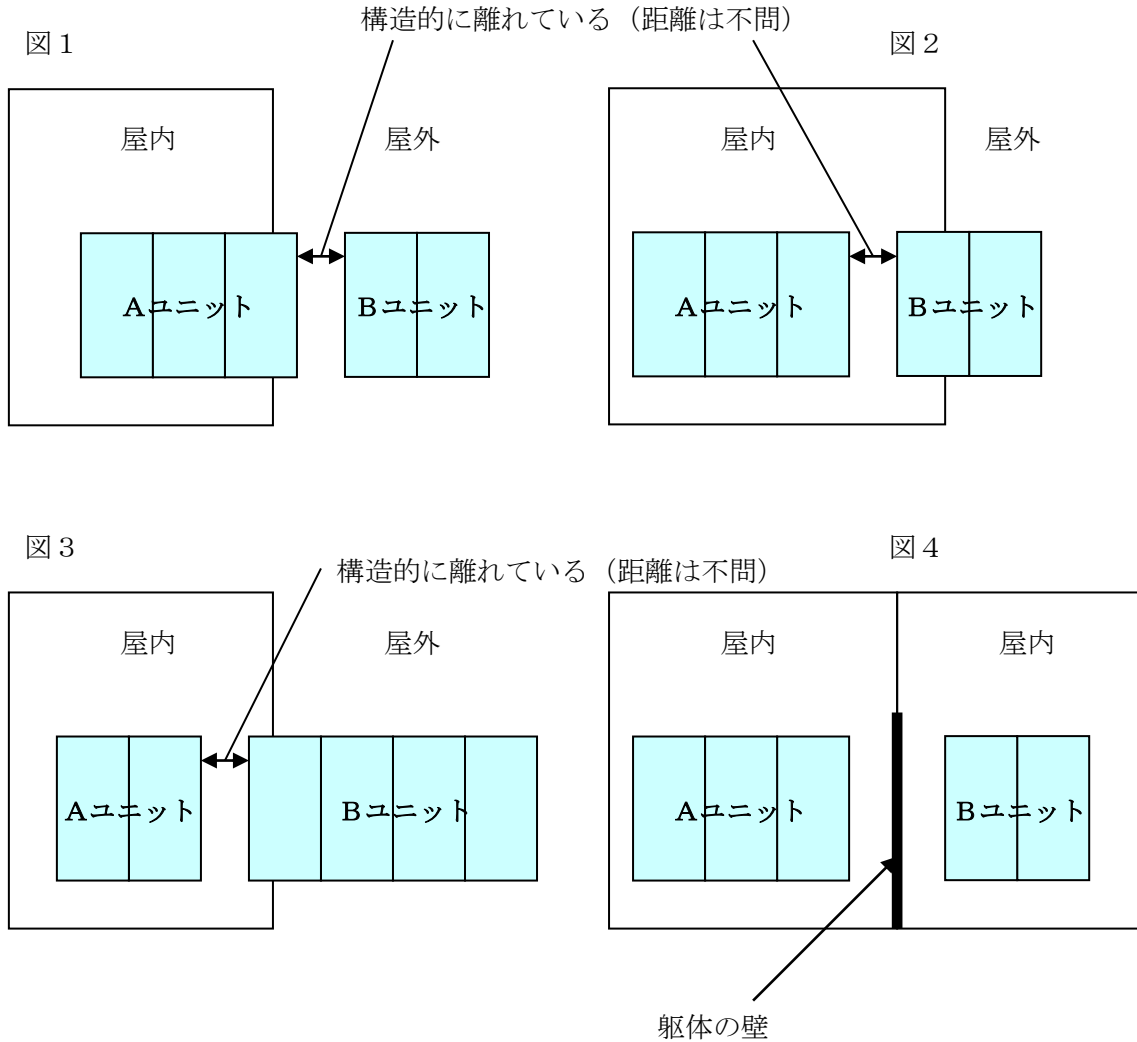 構造的に離れている（距離は不問）
図１
図２
屋内
屋外
屋内
屋外
Ａユニット
Ｂユニット
Ａユニット
Ｂユニット
図３
図４
構造的に離れている（距離は不問）
屋内
屋外
屋内
屋内
Ａユニット
Ｂユニット
Ａユニット
Ｂユニット
躯体の壁